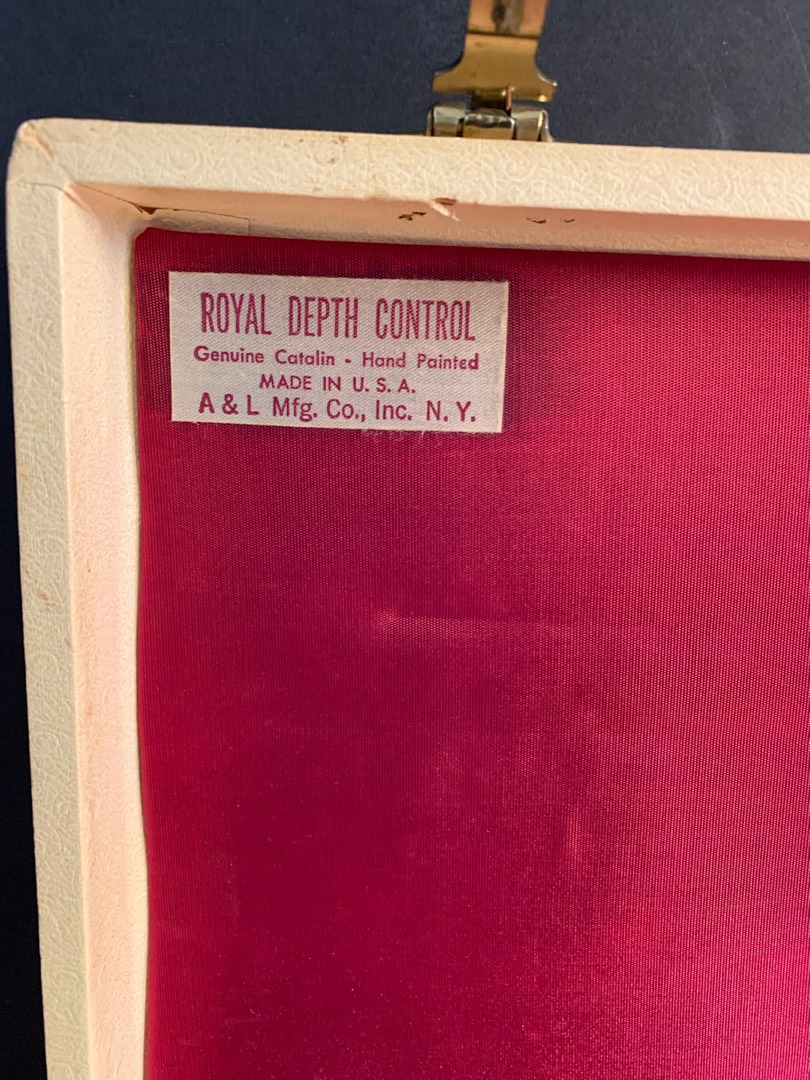 ROYAL DEPTH CONTROL
Genuine Catalin - Hand Painted
MADE IN U. S. A.
A & L Mfg. Co., Inc. N. Y.